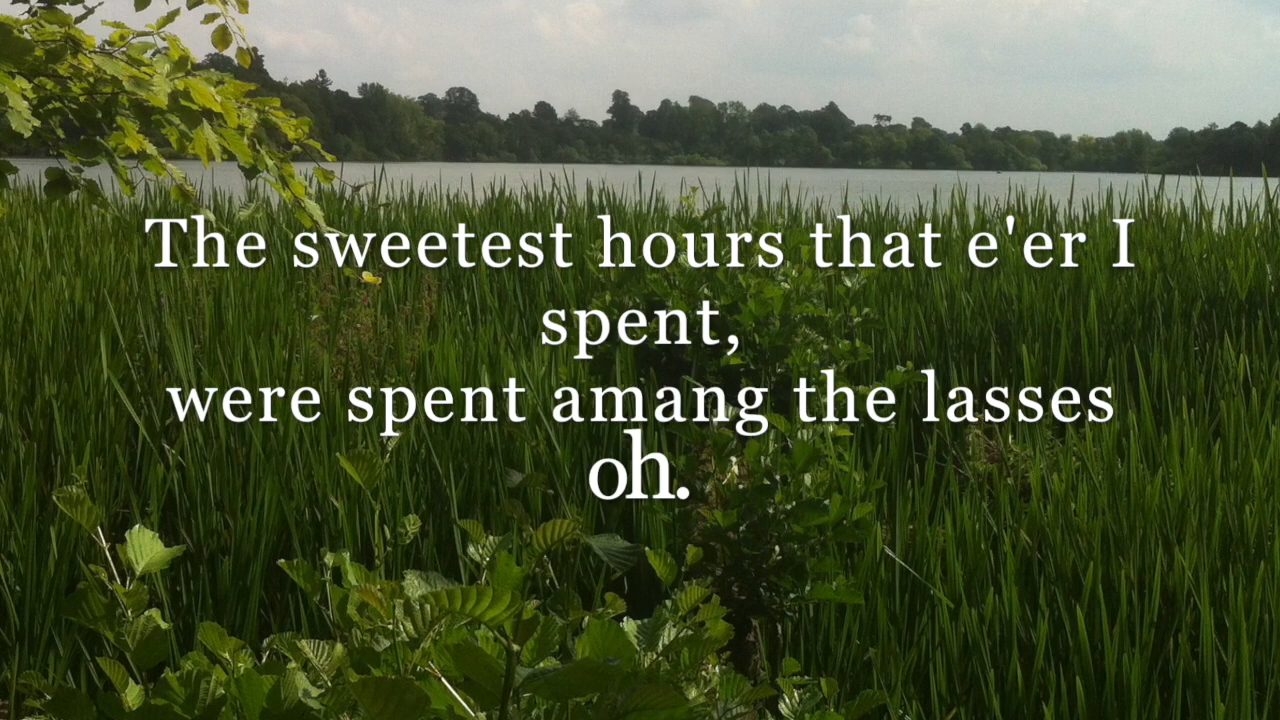 The sweetest hours that e'er I
spent,
were spent amang the lasses
oh.